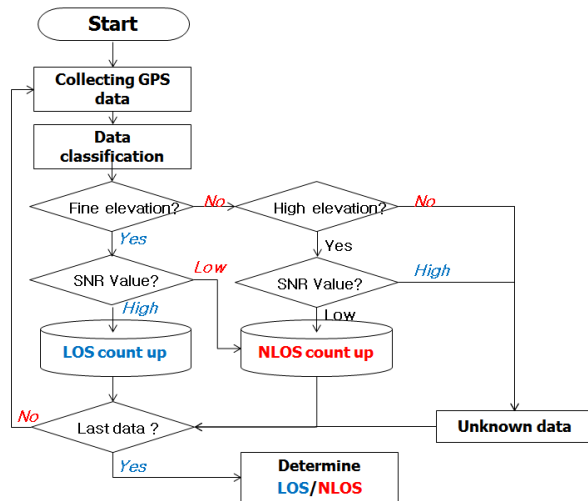 Start
Collecting GPS
data
Data
classification
Fine elevation?
No
High elevation?
No
Yes
Yes
SNR Value?
Low
SNR Value?
High
High
Low
LOS count up
NLOS count up
No
Last data ?
Unknown data
Yes
Determine
LOS/NLOS